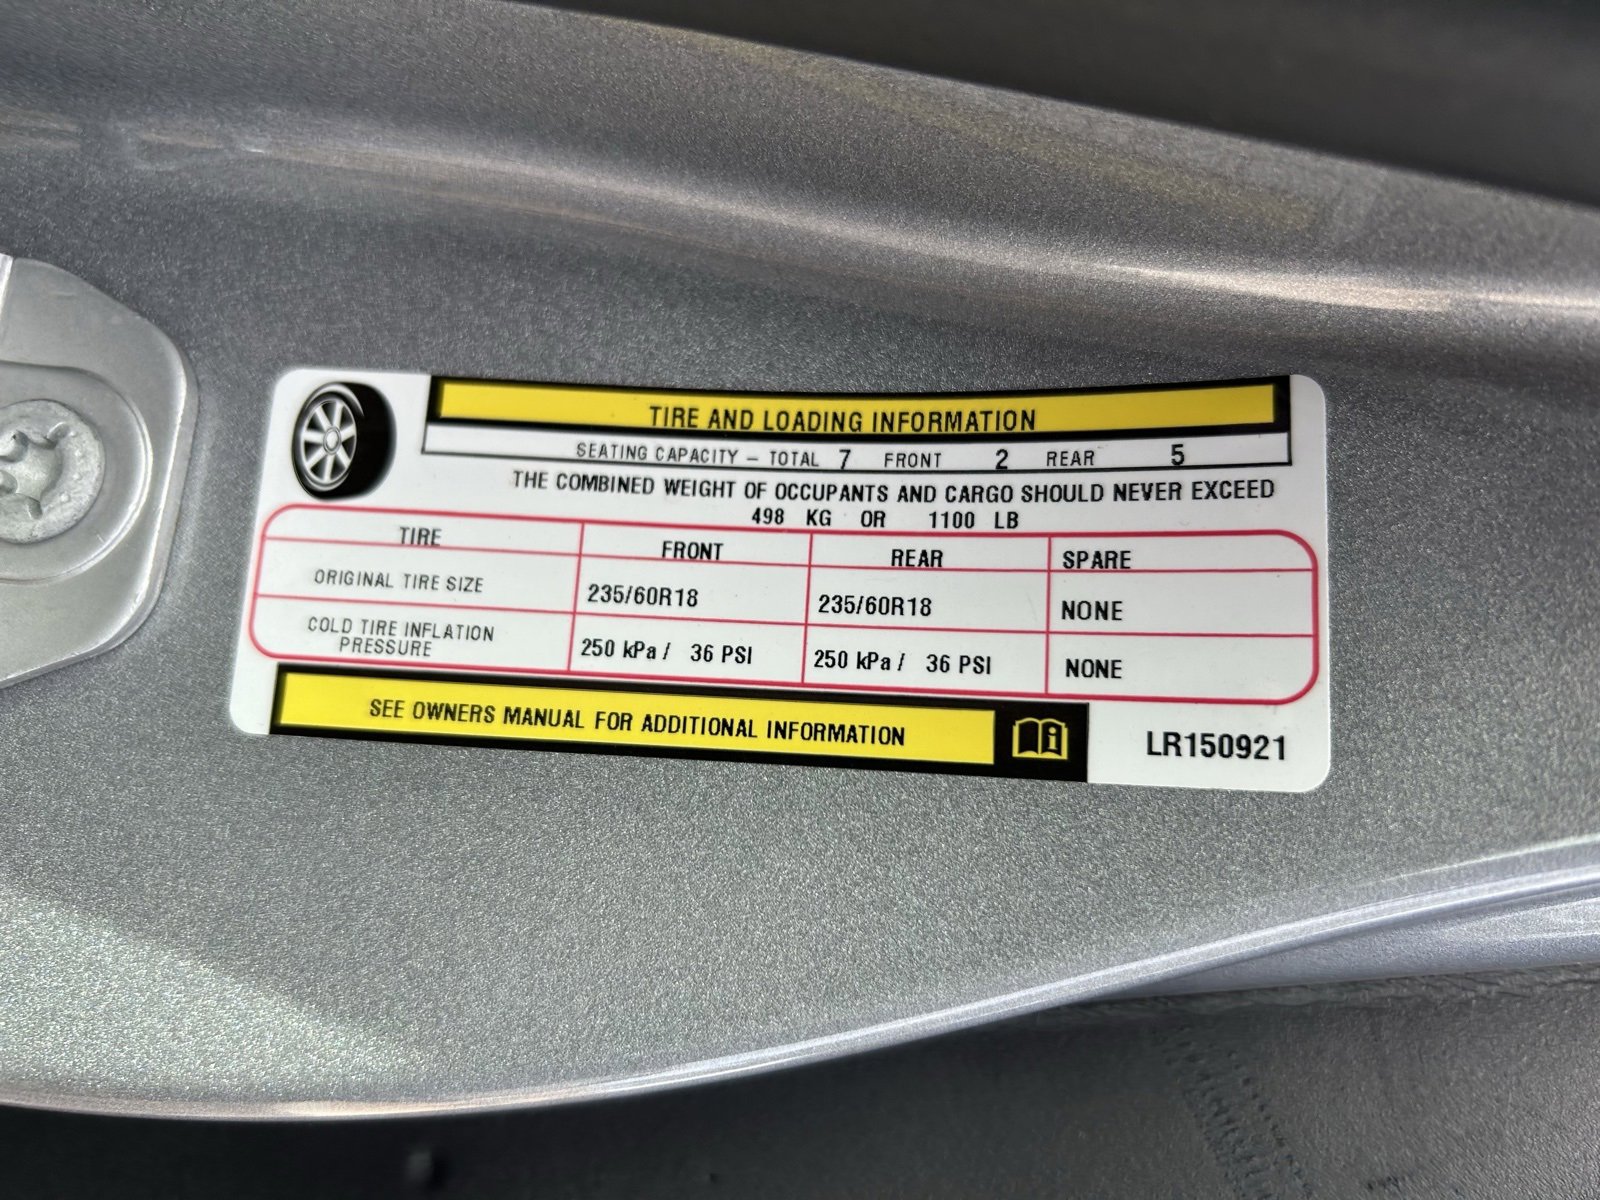 TIRE AND LOADING INFORMATION
SEATING CAPACITY – TOTAL 7 FRONT 2 REAR 5
THE COMBINED WEIGHT OF OCCUPANTS AND CARGO SHOULD NEVER EXCEED
498 KG OR 1100 LB
TIRE FRONT REAR SPARE
ORIGINAL TIRE SIZE 235/60R18 235/60R18 NONE
COLD TIRE INFLATION
PRESSURE 250 kPa / 36 PSI 250 kPa / 36 PSI NONE
SEE OWNERS MANUAL FOR ADDITIONAL INFORMATION
i
LR150921